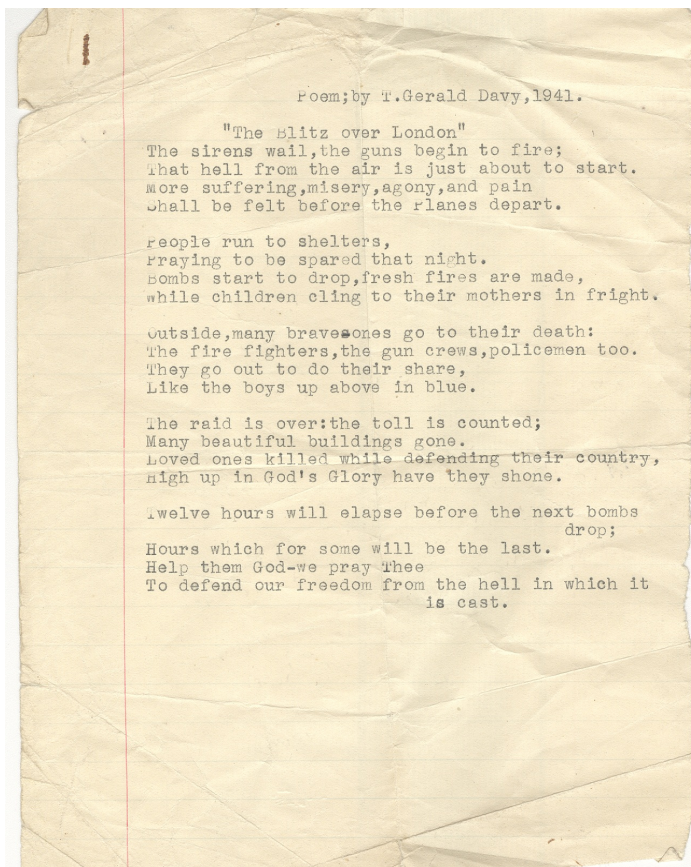 Poem;by T.Gerald Davy,1941.
"The Blitz over London"
The sirens wail,the guns begin to fire;
That hell from the air is just about to start.
More suffering,misery,agony,and pain
Shall be felt before the Planes depart.
People run to shelters,
Praying to be spared that night.
Bombs start to drop,fresh fires are made,
While children cling to their mothers in fright.
Outside,many brave ones go to their death:
The fire fighters,the gun crews,policemen too.
They go out to do their share,
Like the boys up above in blue.
The raid is over:the toll is counted;
Many beautiful buildings gone.
Loved ones killed while defending their country,
High up in God's Glory have they shone.
Twelve hours will elapse before the next bombs
drop;
Hours which for some will be the last.
Help them God-we pray Thee
To defend our freedom from the hell in which it
is cast.